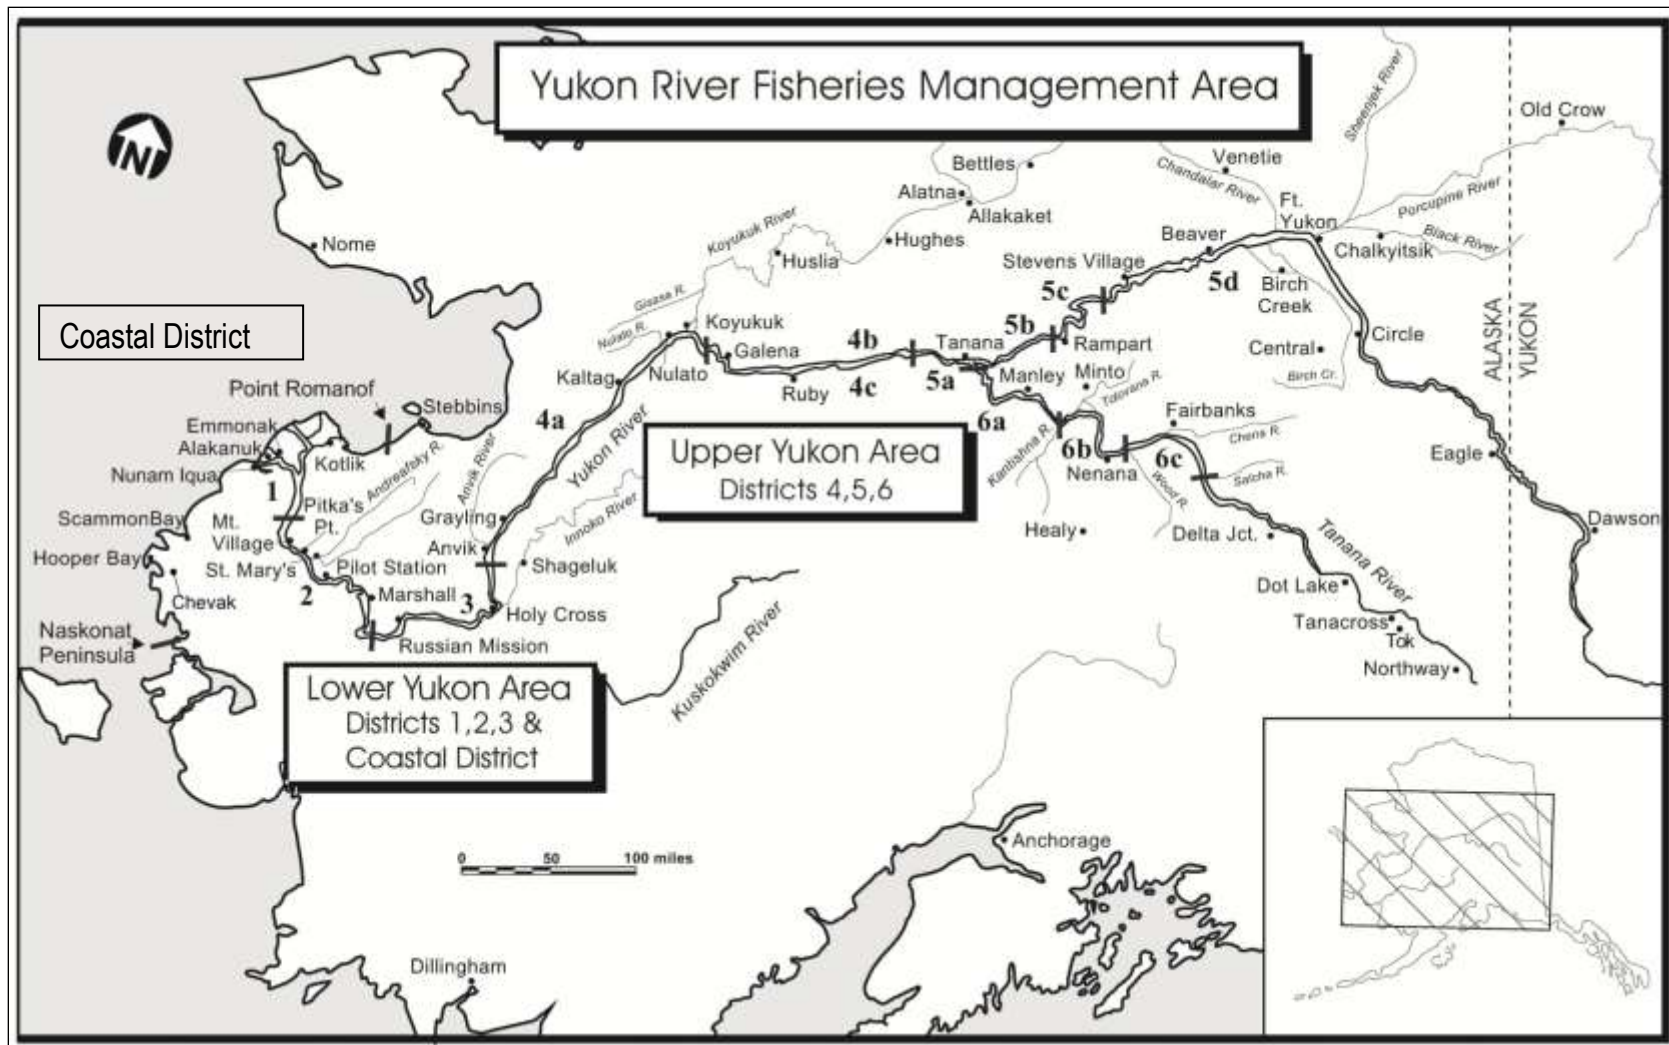 Yukon River Fisheries Management Area
N
Coastal District
Nome
Point Romanof
Stebbins
Emmonak
Alakanuk
Nunam Iqua
Kotlik
1
Andreafsky R.
Pitka's
Pt.
ScammonBay
Mt.
Village
Hooper Bay
St. Mary's
Pilot Station
Chevak
2
Marshall
3
Holy Cross
Russian Mission
Naskonat
Peninsula
Anvik River
Grayling
Anvik
Shageluk
Innoko River
Yukon River
4a
Kaltag
Nulato
Nulato R.
Gisasa R.
Koyukuk
Koyukuk River
Galena
Huslia
Hughes
Alatna
Allakaket
Bettles
4b
Ruby
4c
Tanana
5a
5b
5c
Rampart
Stevens Village
Beaver
5d
Venetie
Chandalar River
Ft.
Yukon
Sheenjek River
Porcupine River
Old Crow
Black River
Chalkyitsik
Birch
Creek
Circle
Central
Birch Cr.
ALASKA
YUKON
Eagle
Dawson
Manley
Minto
Tolovana R.
6a
Kantishna R.
6b
Nenana
Fairbanks
Chena R.
6c
Salcha R.
Wood R.
Healy
Delta Jct.
Tanana River
Dot Lake
Tanacross
Tok
Northway
Upper Yukon Area
Districts 4,5,6
Lower Yukon Area
Districts 1,2,3 &
Coastal District
Kuskokwim River
0 50 100 miles
Anchorage
Dillingham